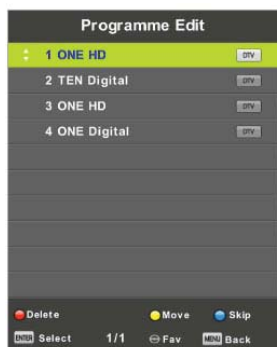 Programme Edit
1 ONE HD DTV
2 TEN Digital DTV
3 ONE HD DTV
4 ONE Digital DTV
Delete Move Skip
ENTER Select 1/1 Fav MENU Back